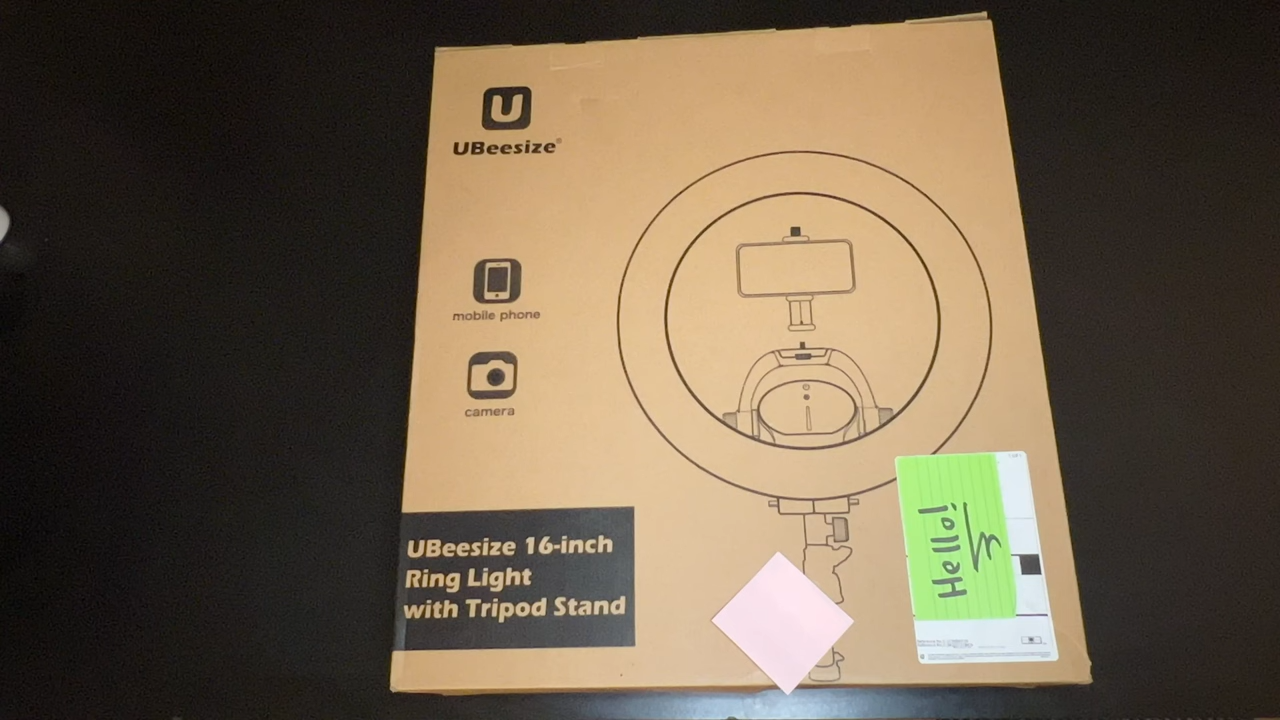 U
UBeesize®
mobile phone
camera
UBeesize 16-inch
Ring Light
with Tripod Stand
Hello!